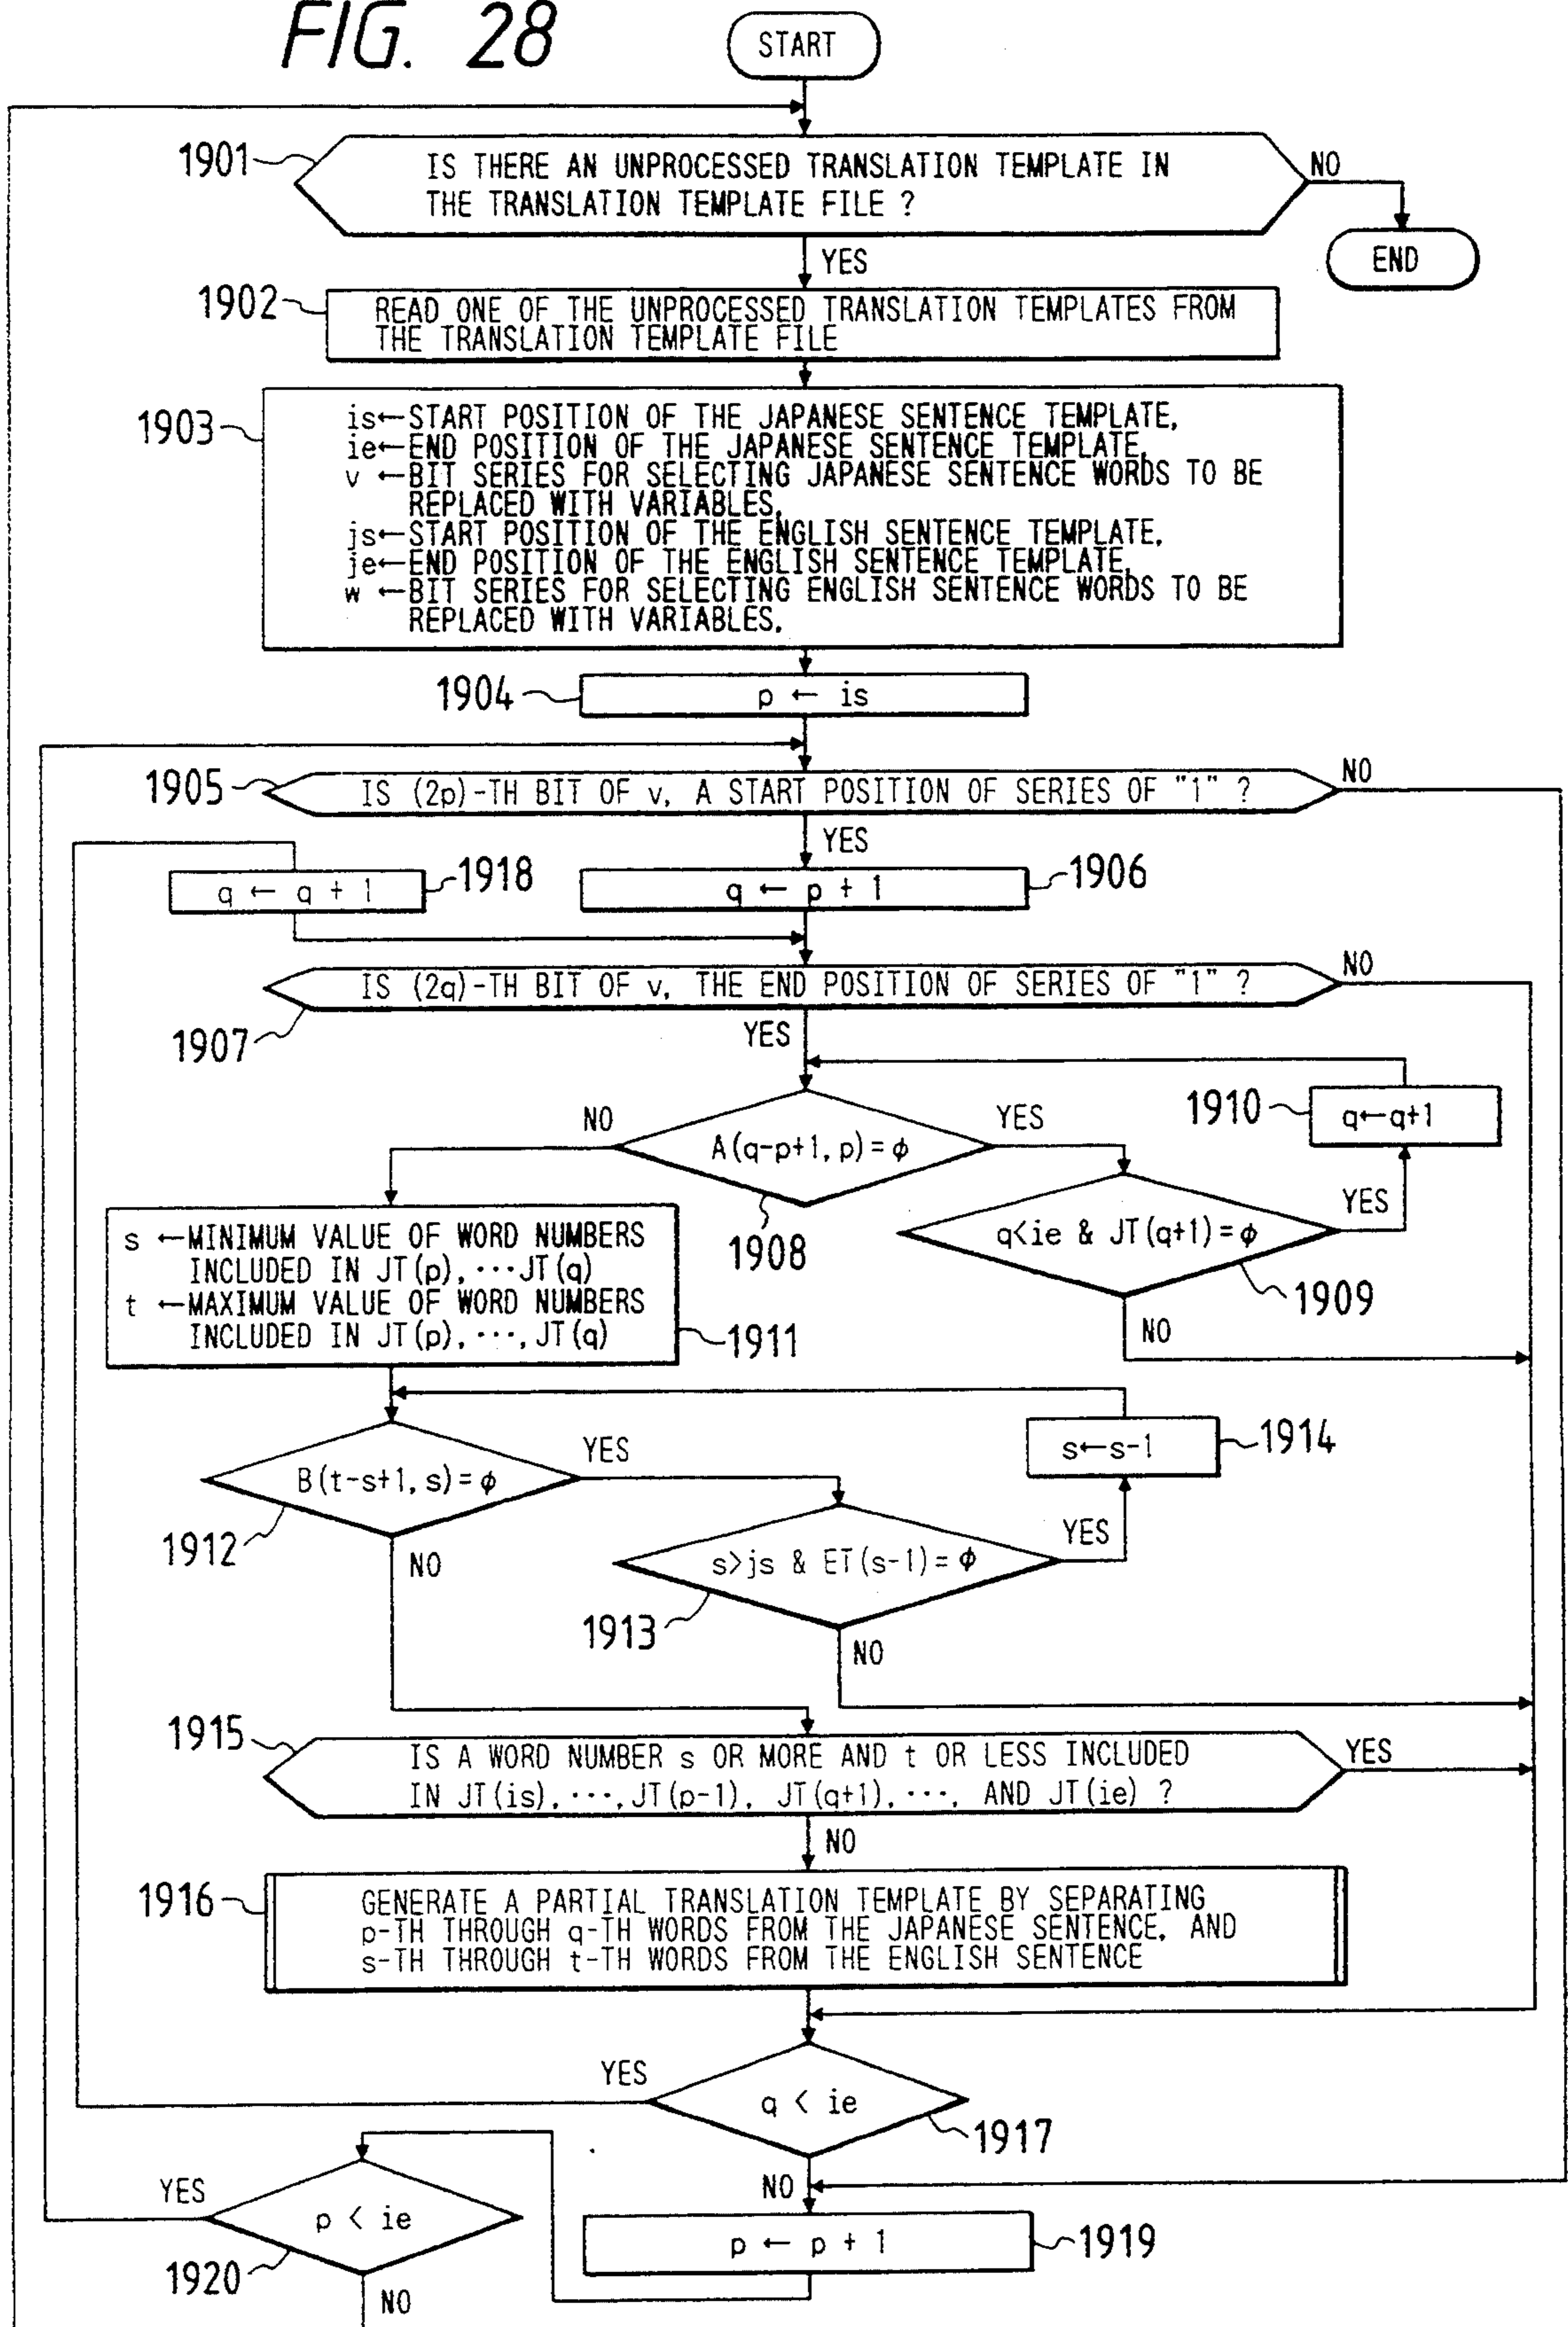 FIG. 28
START
1901
IS THERE AN UNPROCESSED TRANSLATION TEMPLATE IN
THE TRANSLATION TEMPLATE FILE ?
NO
END
YES
1902
READ ONE OF THE UNPROCESSED TRANSLATION TEMPLATES FROM
THE TRANSLATION TEMPLATE FILE
1903
is←START POSITION OF THE JAPANESE SENTENCE TEMPLATE,
ie←END POSITION OF THE JAPANESE SENTENCE TEMPLATE,
v ←BIT SERIES FOR SELECTING JAPANESE SENTENCE WORDS TO BE
REPLACED WITH VARIABLES,
js←START POSITION OF THE ENGLISH SENTENCE TEMPLATE,
je←END POSITION OF THE ENGLISH SENTENCE TEMPLATE,
w ←BIT SERIES FOR SELECTING ENGLISH SENTENCE WORDS TO BE
REPLACED WITH VARIABLES.
1904
p ← is
1905
IS (2p)-TH BIT OF v, A START POSITION OF SERIES OF "1" ?
NO
YES
q ← q + 1
1918
q ← p + 1
1906
IS (2q)-TH BIT OF v, THE END POSITION OF SERIES OF "1" ?
NO
1907
YES
NO
A(q-p+1, p) = ϕ
YES
1908
1910
q←q+1
q<ie & JT(q+1) = ϕ
YES
1909
NO
s ←MINIMUM VALUE OF WORD NUMBERS
INCLUDED IN JT(p), ···JT(q)
t ←MAXIMUM VALUE OF WORD NUMBERS
INCLUDED IN JT(p), ···, JT(q)
1911
B(t-s+1, s) = ϕ
YES
1912
NO
s←s-1
1914
s>js & ET(s-1) = ϕ
YES
1913
NO
1915
IS A WORD NUMBER s OR MORE AND t OR LESS INCLUDED
IN JT(is), ···, JT(p-1), JT(q+1), ···, AND JT(ie) ?
YES
NO
1916
GENERATE A PARTIAL TRANSLATION TEMPLATE BY SEPARATING
p-TH THROUGH q-TH WORDS FROM THE JAPANESE SENTENCE, AND
s-TH THROUGH t-TH WORDS FROM THE ENGLISH SENTENCE
YES
q < ie
1917
NO
YES
p < ie
1920
NO
p ← p + 1
1919